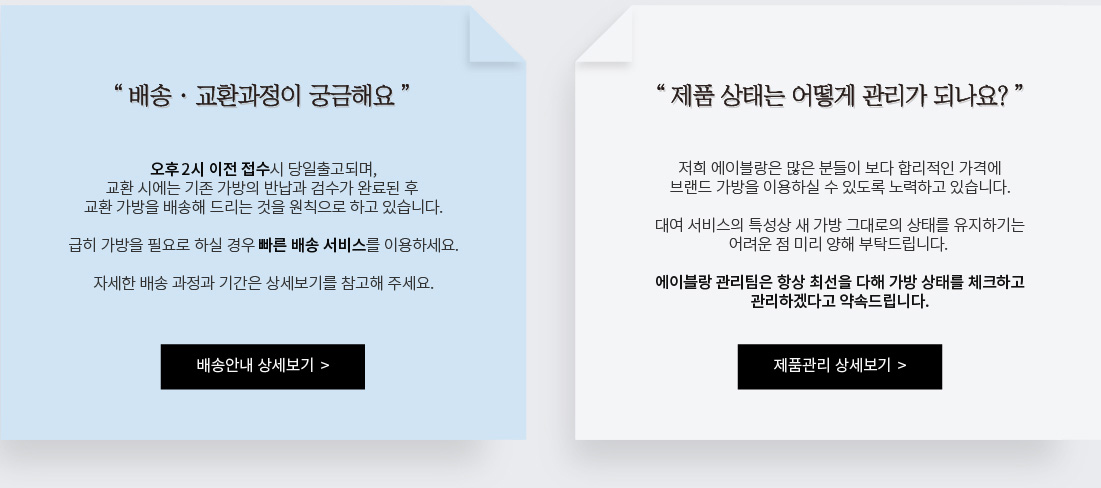 “ 배송 · 교환과정이 궁금해요 ”
오후 2시 이전 접수시 당일출고되며,
교환 시에는 기존 가방의 반납과 검수가 완료된 후
교환 가방을 배송해 드리는 것을 원칙으로 하고 있습니다.
급히 가방을 필요로 하실 경우 빠른 배송 서비스를 이용하세요.
자세한 배송 과정과 기간은 상세보기를 참고해 주세요.
배송안내 상세보기 >
“ 제품 상태는 어떻게 관리가 되나요? ”
저희 에이블랑은 많은 분들이 보다 합리적인 가격에
브랜드 가방을 이용하실 수 있도록 노력하고 있습니다.
대여 서비스의 특성상 새 가방 그대로의 상태를 유지하기는
어려운 점 미리 양해 부탁드립니다.
에이블랑 관리팀은 항상 최선을 다해 가방 상태를 체크하고
관리하겠다고 약속드립니다.
제품관리 상세보기 >